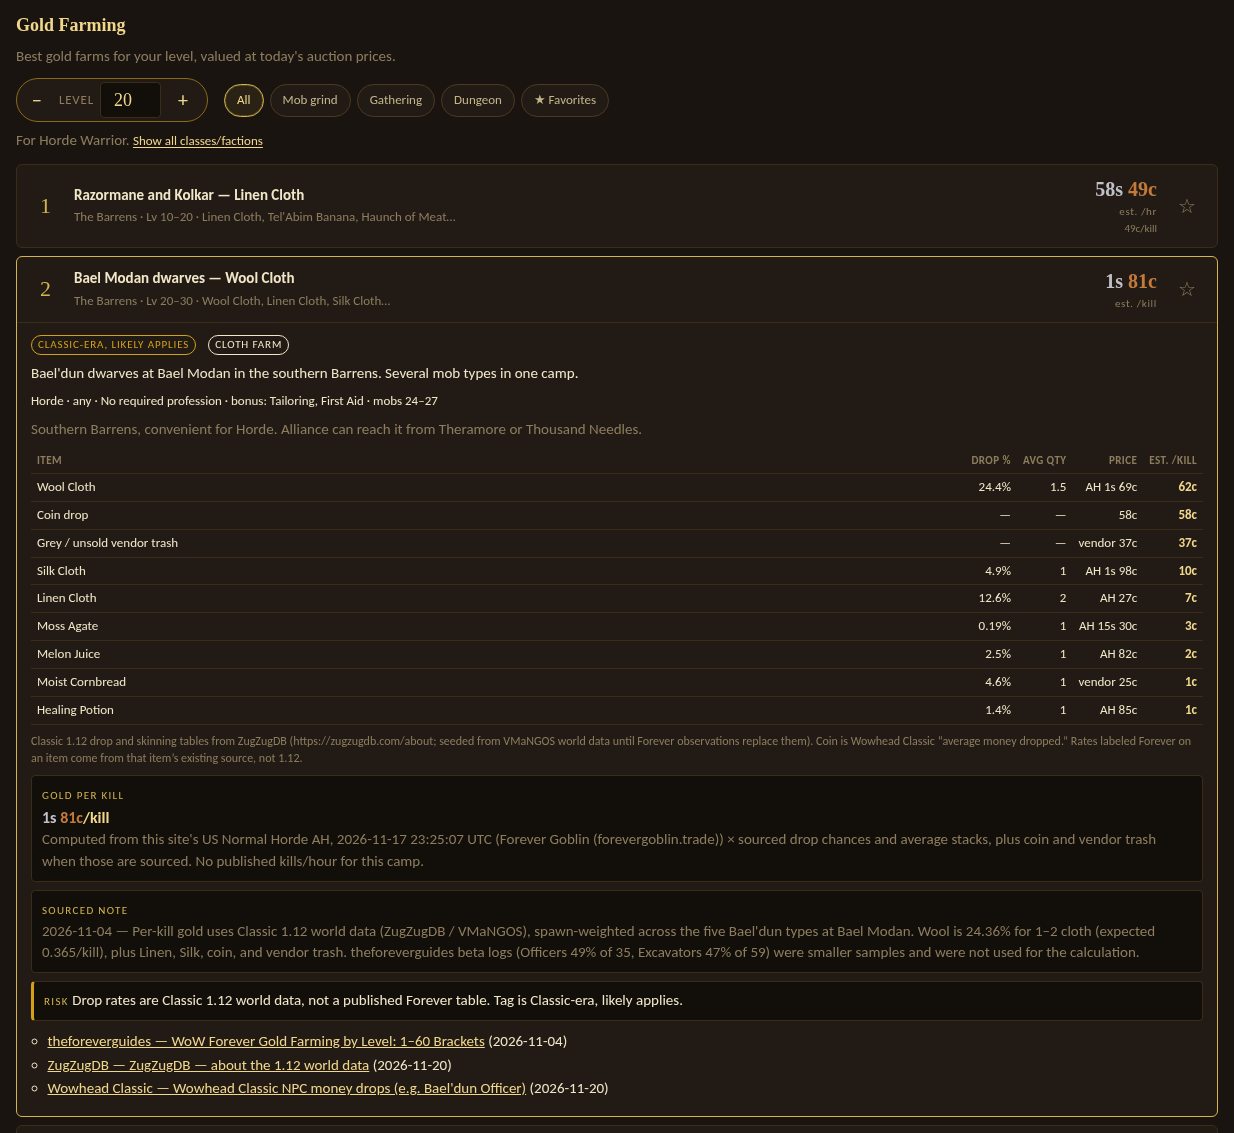 Gold Farming
Best gold farms for your level, valued at today's auction prices.
− LEVEL 20 + All Mob grind Gathering Dungeon ★ Favorites
For Horde Warrior. Show all classes/factions
1 Razormane and Kolkar — Linen Cloth 58s 49c
The Barrens · Lv 10–20 · Linen Cloth, Tel'Abim Banana, Haunch of Meat… est. /hr ☆
49c/kill
2 Bael Modan dwarves — Wool Cloth 1s 81c
The Barrens · Lv 20–30 · Wool Cloth, Linen Cloth, Silk Cloth… est. /kill ☆
CLASSIC-ERA, LIKELY APPLIES CLOTH FARM
Bael'dun dwarves at Bael Modan in the southern Barrens. Several mob types in one camp.
Horde · any · No required profession · bonus: Tailoring, First Aid · mobs 24–27
Southern Barrens, convenient for Horde. Alliance can reach it from Theramore or Thousand Needles.
ITEM DROP % AVG QTY PRICE EST. /KILL
Wool Cloth 24.4% 1.5 AH 1s 69c 62c
Coin drop — — 58c 58c
Grey / unsold vendor trash — — vendor 37c 37c
Silk Cloth 4.9% 1 AH 1s 98c 10c
Linen Cloth 12.6% 2 AH 27c 7c
Moss Agate 0.19% 1 AH 15s 30c 3c
Melon Juice 2.5% 1 AH 82c 2c
Moist Cornbread 4.6% 1 vendor 25c 1c
Healing Potion 1.4% 1 AH 85c 1c
Classic 1.12 drop and skinning tables from ZugZugDB (https://zugzugdb.com/about; seeded from VMaNGOS world data until Forever observations replace them). Coin is Wowhead Classic "average money dropped." Rates labeled Forever on
an item come from that item's existing source, not 1.12.
GOLD PER KILL
1s 81c/kill
Computed from this site's US Normal Horde AH, 2026-11-17 23:25:07 UTC (Forever Goblin (forevergoblin.trade)) × sourced drop chances and average stacks, plus coin and vendor trash
when those are sourced. No published kills/hour for this camp.
SOURCED NOTE
2026-11-04 — Per-kill gold uses Classic 1.12 world data (ZugZugDB / VMaNGOS), spawn-weighted across the five Bael'dun types at Bael Modan. Wool is 24.36% for 1–2 cloth (expected
0.365/kill), plus Linen, Silk, coin, and vendor trash. theforeverguides beta logs (Officers 49% of 35, Excavators 47% of 59) were smaller samples and were not used for the calculation.
RISK Drop rates are Classic 1.12 world data, not a published Forever table. Tag is Classic-era, likely applies.
theforeverguides — WoW Forever Gold Farming by Level: 1–60 Brackets (2026-11-04)
ZugZugDB — ZugZugDB — about the 1.12 world data (2026-11-20)
Wowhead Classic — Wowhead Classic NPC money drops (e.g. Bael'dun Officer) (2026-11-20)